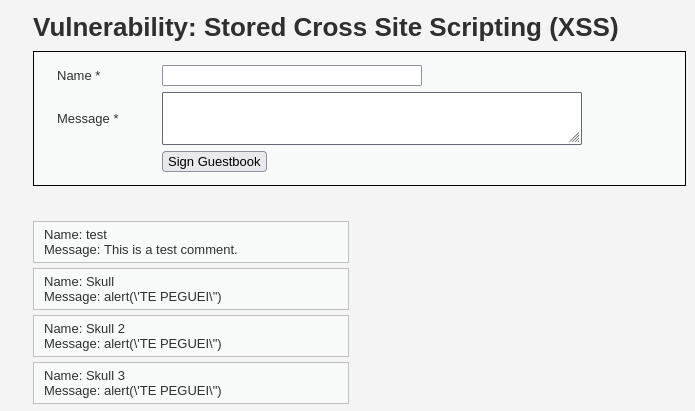 Vulnerability: Stored Cross Site Scripting (XSS)
Name *
Message *
Sign Guestbook
Name: test
Message: This is a test comment.
Name: Skull
Message: alert(\'TE PEGUEI\")
Name: Skull 2
Message: alert(\'TE PEGUEI\")
Name: Skull 3
Message: alert(\'TE PEGUEI\")